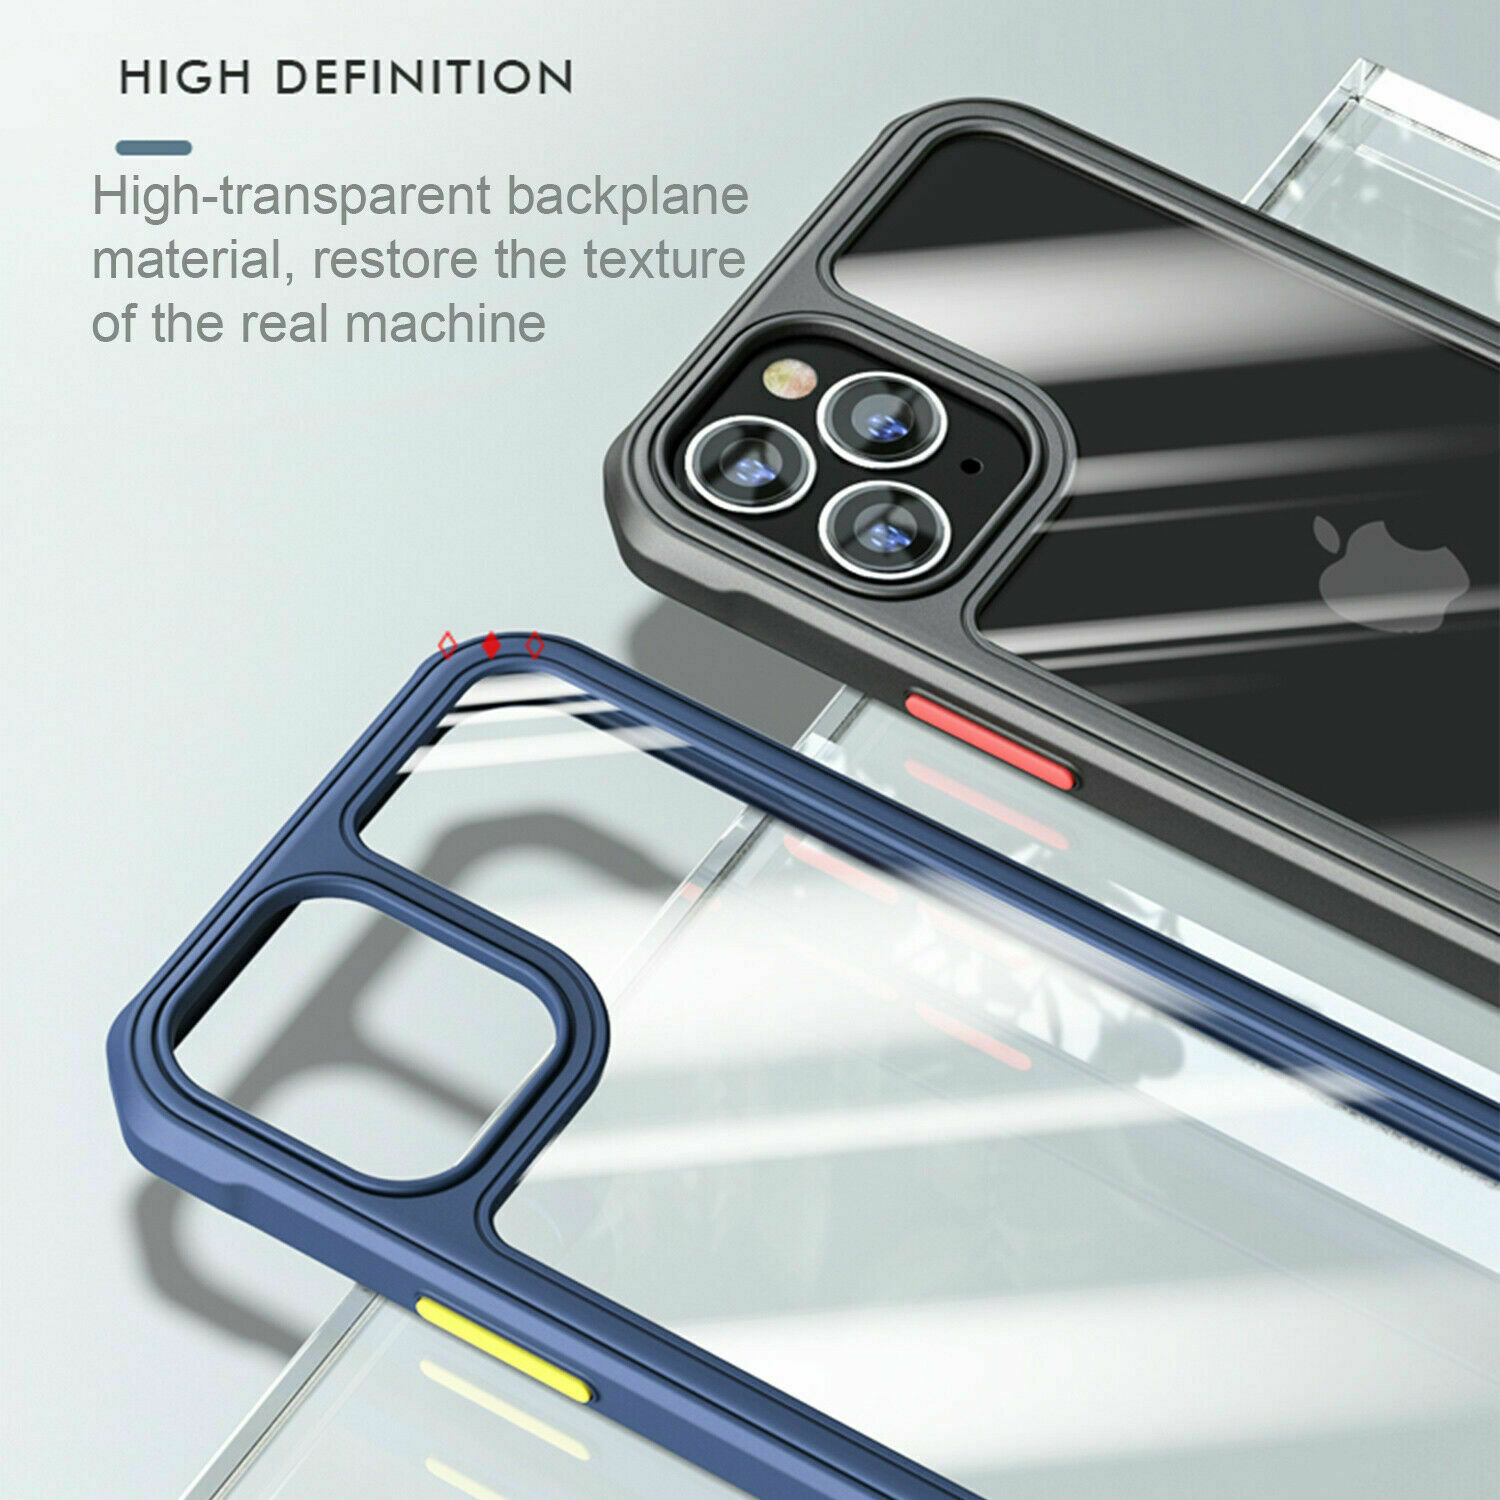 HIGH DEFINITION
High-transparent backplane
material, restore the texture
of the real machine